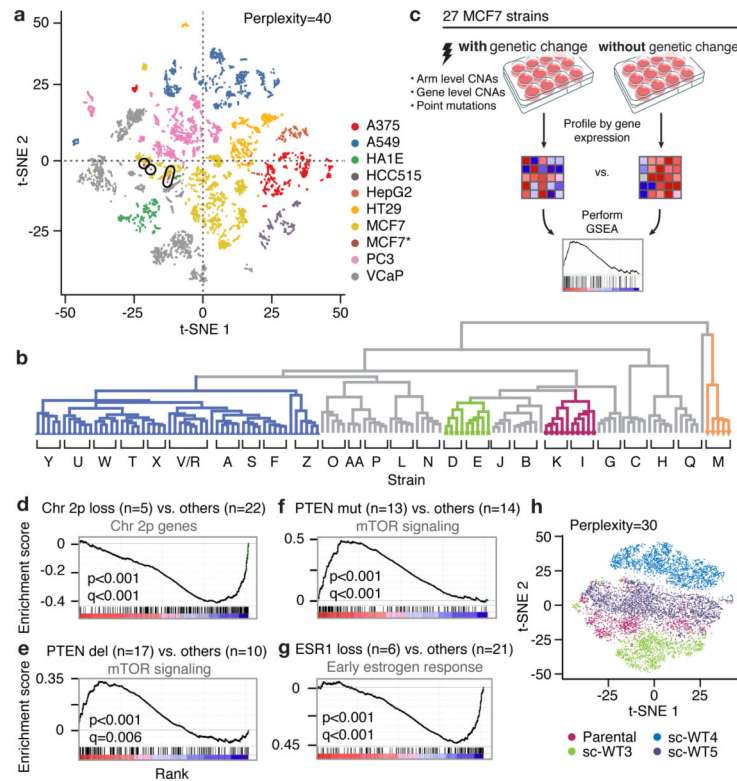 a
Perplexity=40
t-SNE 2
50
25
0
-25
-50
-25
0
25
50
t-SNE 1
A375
A549
HA1E
HCC515
HepG2
HT29
MCF7
MCF7*
PC3
VCaP
c
27 MCF7 strains
with genetic change
without genetic change
• Arm level CNAs
• Gene level CNAs
• Point mutations
Profile by gene
expression
vs.
Perform
GSEA
b
Y U W T X V/R A S F Z O AA P L N D E J B K I G C H Q M
Strain
d Chr 2p loss (n=5) vs. others (n=22)
Chr 2p genes
Enrichment score
0
-0.2
-0.4
p<0.001
q<0.001
f PTEN mut (n=13) vs. others (n=14)
mTOR signaling
0.5
0
p<0.001
q<0.001
e PTEN del (n=17) vs. others (n=10)
mTOR signaling
Enrichment score
0.35
0
p<0.001
q=0.006
Rank
g ESR1 loss (n=6) vs. others (n=21)
Early estrogen response
0
0.45
p<0.001
q<0.001
h
Perplexity=30
t-SNE 2
50
25
0
-25
-50
-25
0
25
t-SNE 1
Parental
sc-WT3
sc-WT4
sc-WT5